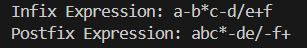 Infix Expression: a-b*c-d/e+f
Postfix Expression: abc*-de/-f+